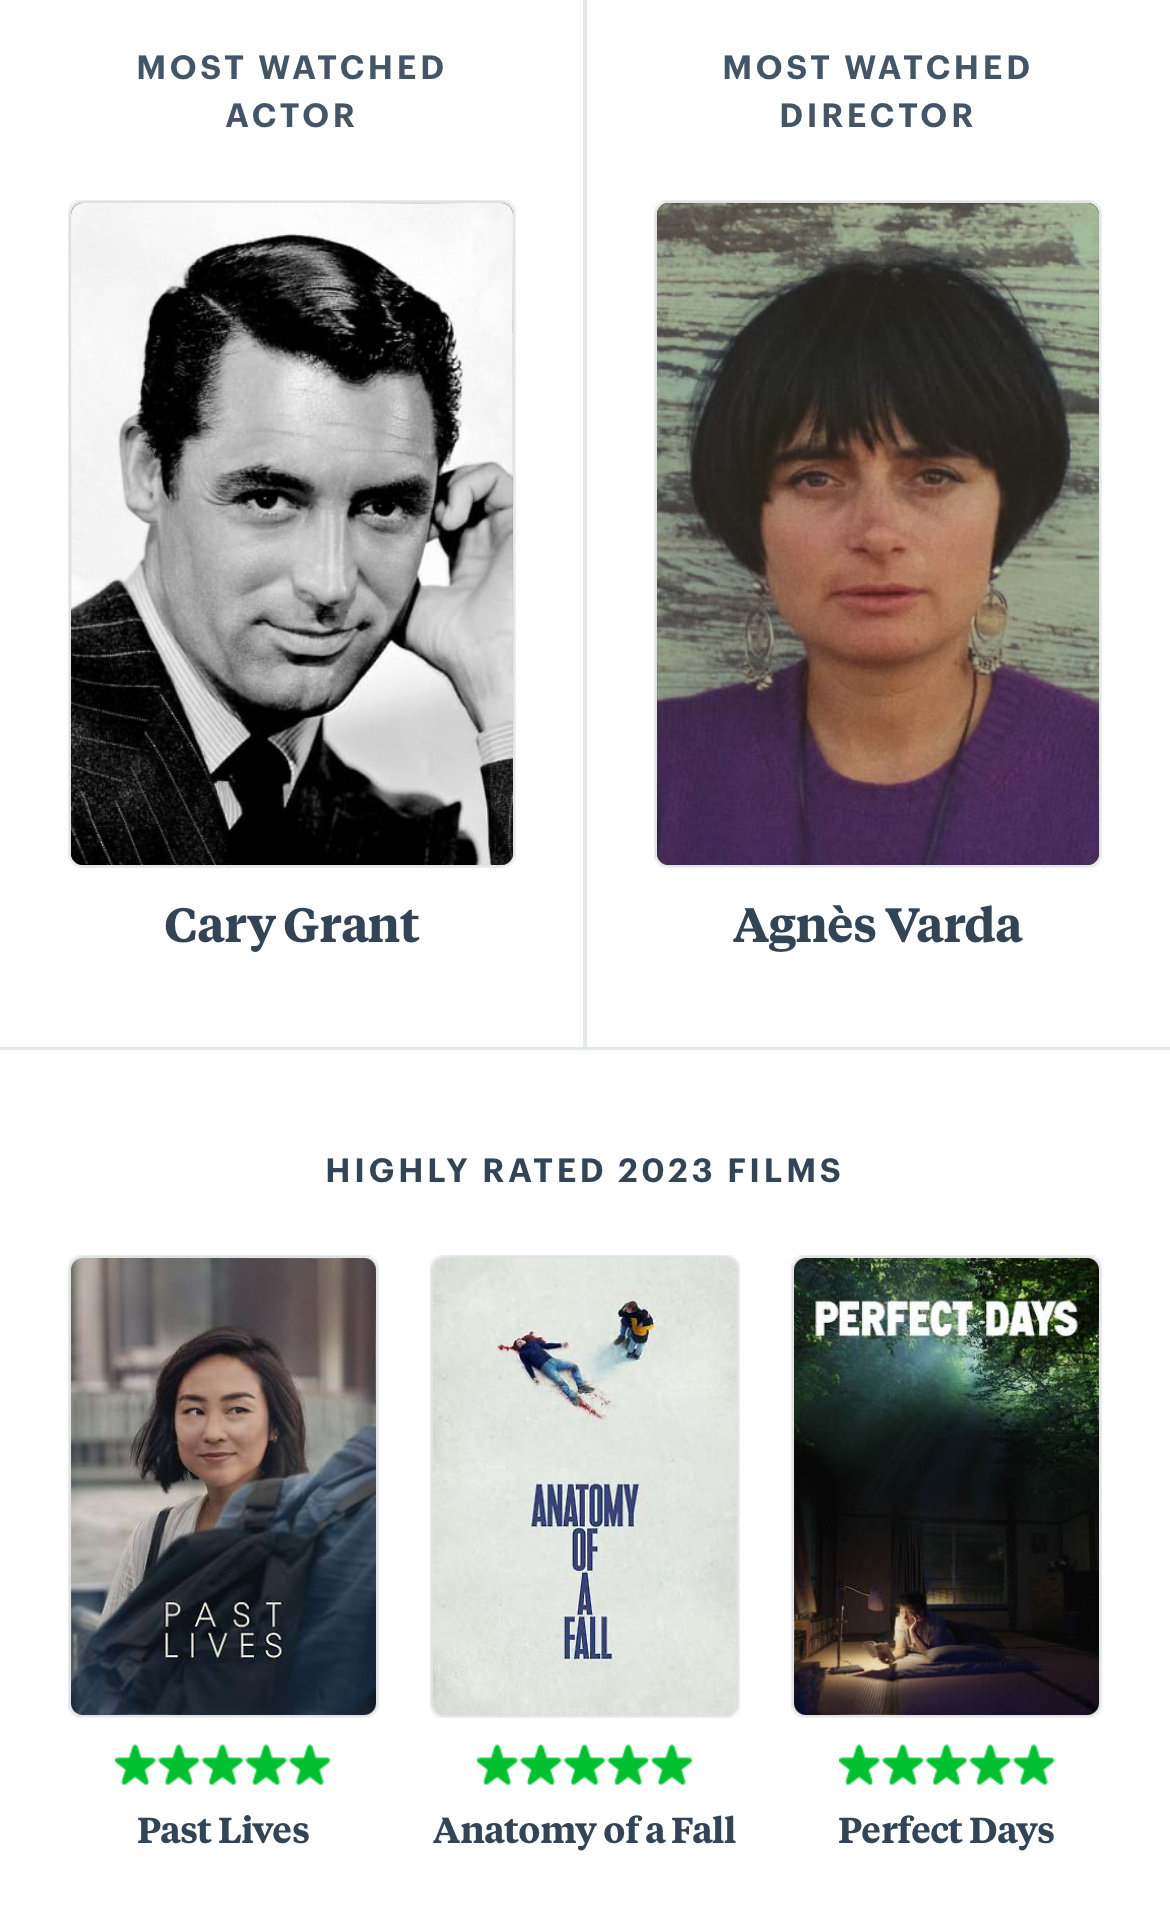 MOST WATCHED
ACTOR
MOST WATCHED
DIRECTOR
Cary Grant
Agnès Varda
HIGHLY RATED 2023 FILMS
PAST
LIVES
ANATOMY
OF
A
FALL
PERFECT DAYS
Past Lives
Anatomy of a Fall
Perfect Days